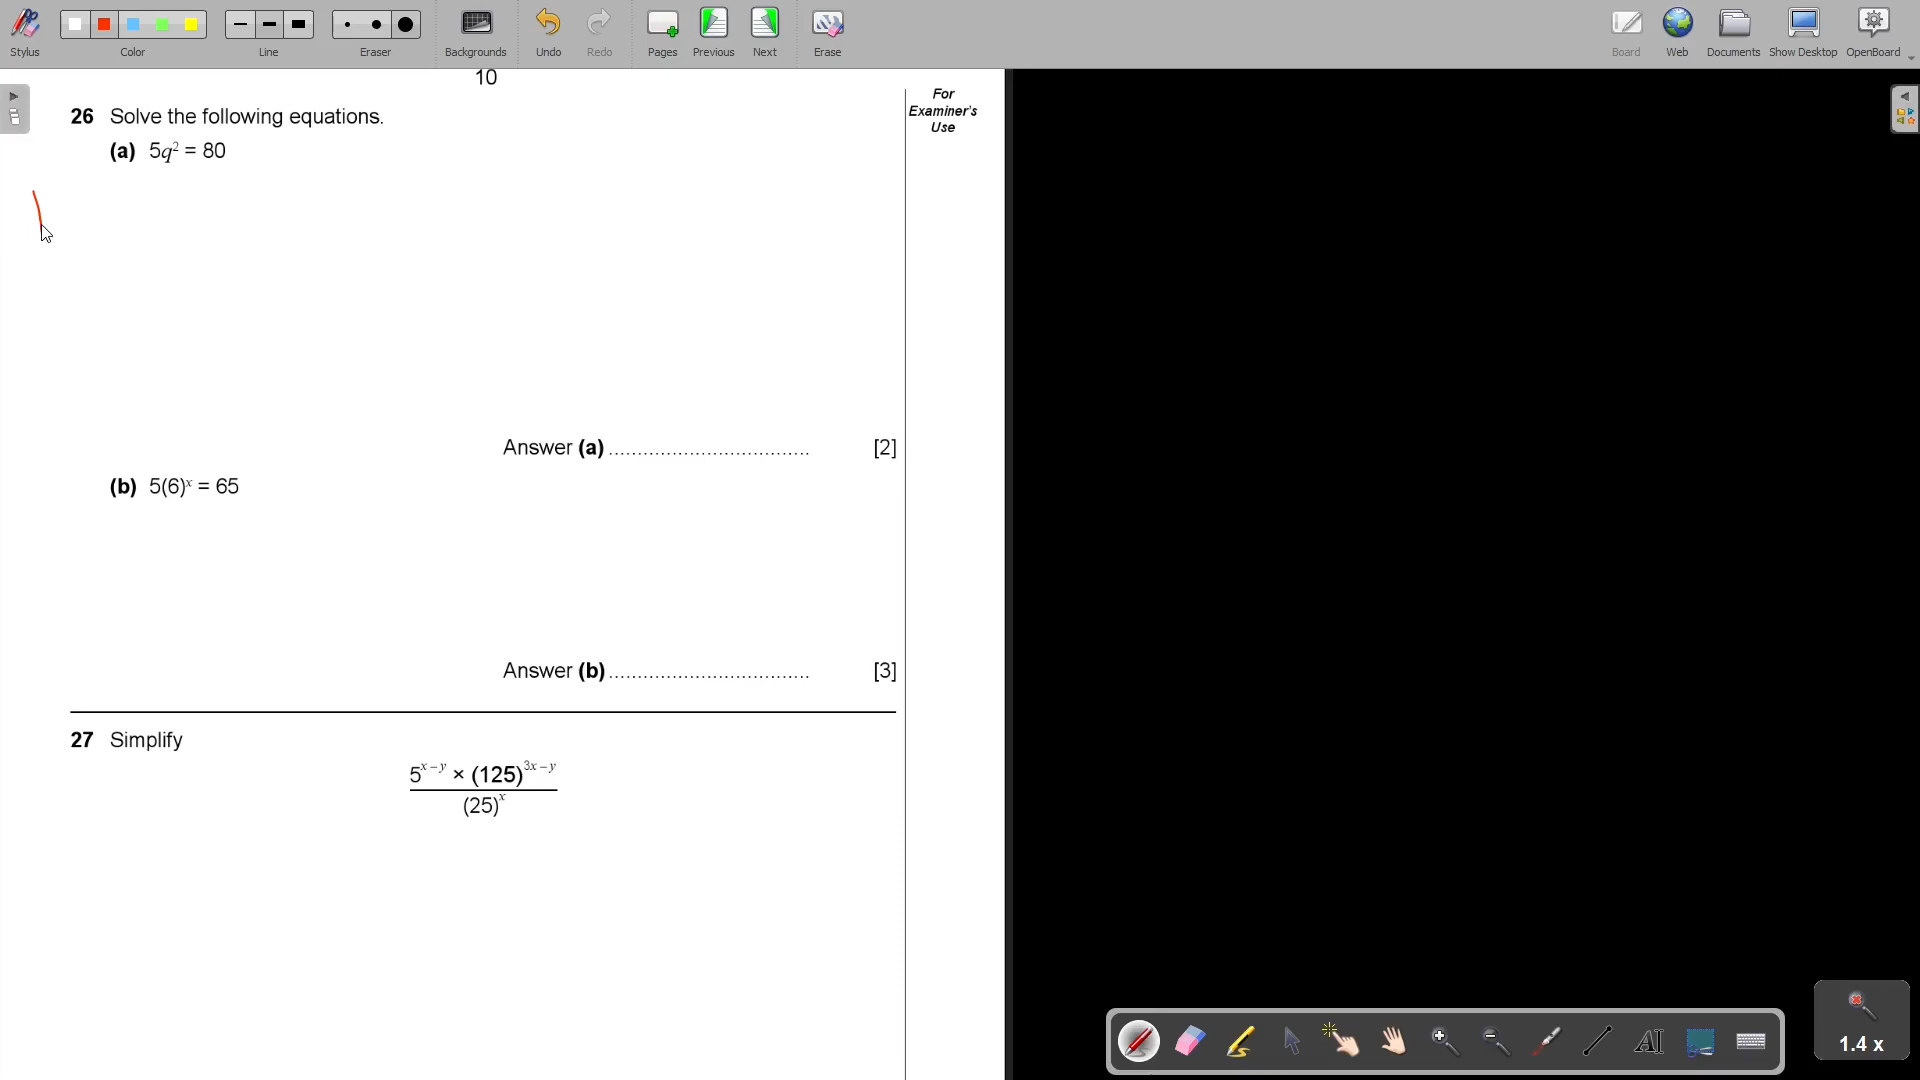 Stylus
Color
Line
Eraser
Backgrounds
Undo
Redo
Pages
Previous
Next
Erase
Board
Web
Documents
Show Desktop
OpenBoard
10
For
Examiner's
Use
26 Solve the following equations.
(a) 5q² = 80
Answer (a) .................................. [2]
(b) 5(6)ˣ = 65
Answer (b) .................................. [3]
27 Simplify
5^{x – y} × (125)^{3x – y}
(25)^x
AI
1.4 x